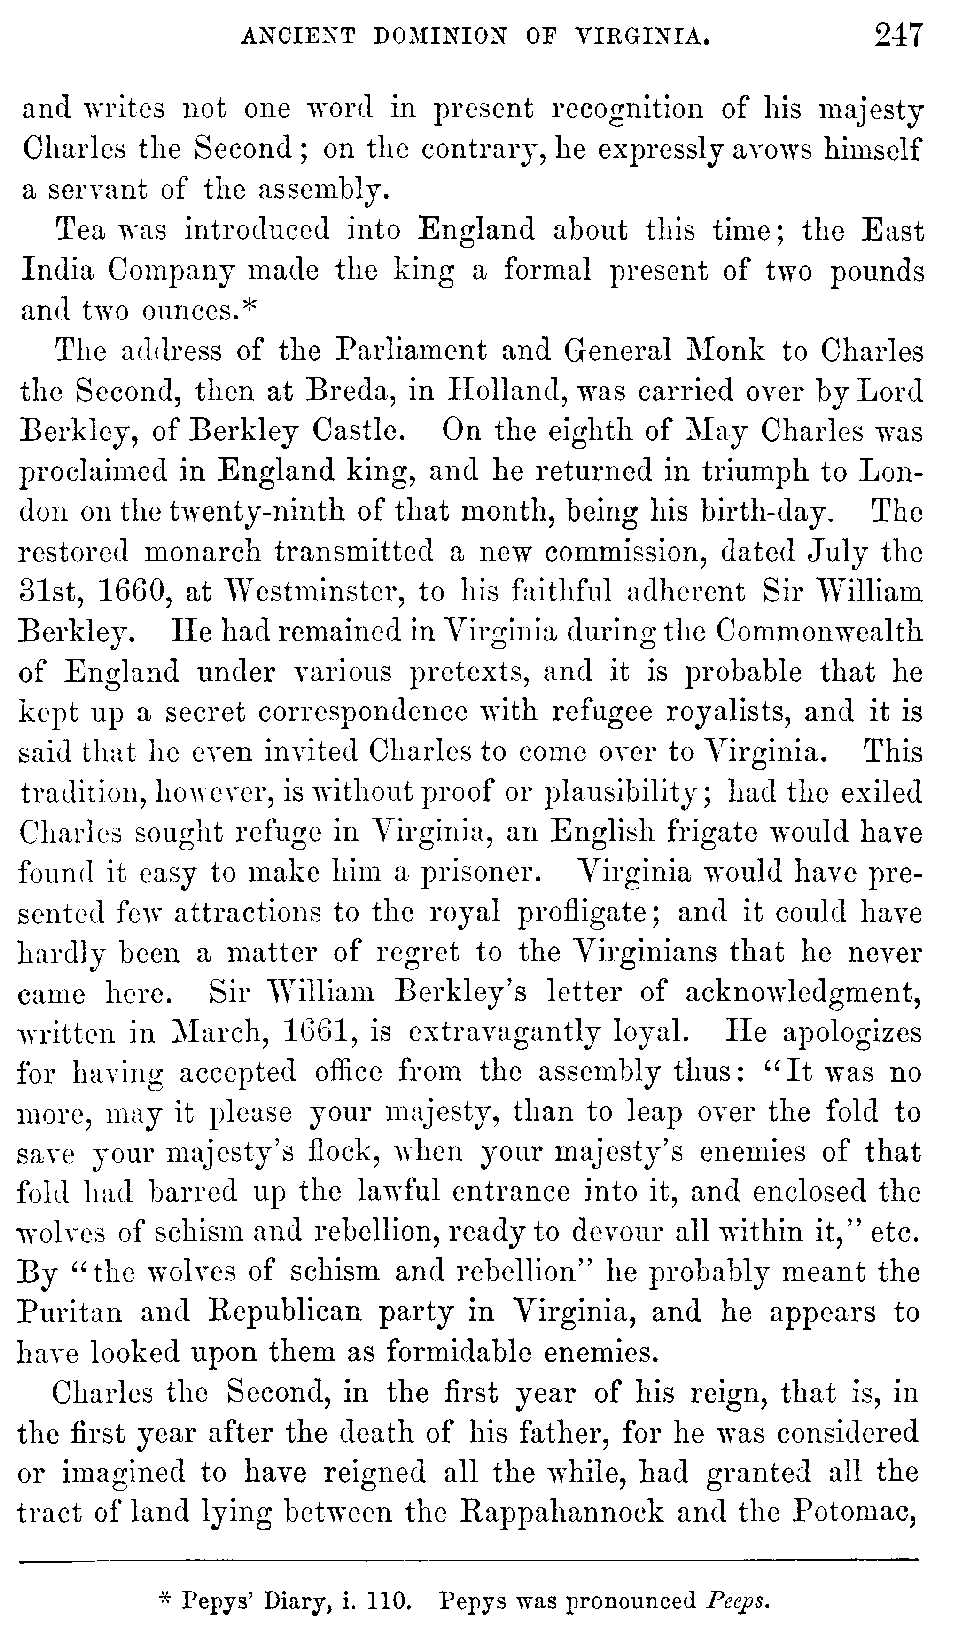 ANCIENT DOMINION OF VIRGINIA. 247
and writes not one word in present recognition of his majesty
Charles the Second; on the contrary, he expressly avows himself
a servant of the assembly.
Tea was introduced into England about this time; the East
India Company made the king a formal present of two pounds
and two ounces.*
The address of the Parliament and General Monk to Charles
the Second, then at Breda, in Holland, was carried over by Lord
Berkley, of Berkley Castle. On the eighth of May Charles was
proclaimed in England king, and he returned in triumph to Lon-
don on the twenty-ninth of that month, being his birth-day. The
restored monarch transmitted a new commission, dated July the
31st, 1660, at Westminster, to his faithful adherent Sir William
Berkley. He had remained in Virginia during the Commonwealth
of England under various pretexts, and it is probable that he
kept up a secret correspondence with refugee royalists, and it is
said that he even invited Charles to come over to Virginia. This
tradition, however, is without proof or plausibility; had the exiled
Charles sought refuge in Virginia, an English frigate would have
found it easy to make him a prisoner. Virginia would have pre-
sented few attractions to the royal profligate; and it could have
hardly been a matter of regret to the Virginians that he never
came here. Sir William Berkley's letter of acknowledgment,
written in March, 1661, is extravagantly loyal. He apologizes
for having accepted office from the assembly thus: "It was no
more, may it please your majesty, than to leap over the fold to
save your majesty's flock, when your majesty's enemies of that
fold had barred up the lawful entrance into it, and enclosed the
wolves of schism and rebellion, ready to devour all within it," etc.
By "the wolves of schism and rebellion" he probably meant the
Puritan and Republican party in Virginia, and he appears to
have looked upon them as formidable enemies.
Charles the Second, in the first year of his reign, that is, in
the first year after the death of his father, for he was considered
or imagined to have reigned all the while, had granted all the
tract of land lying between the Rappahannock and the Potomac,
* Pepys' Diary, i. 110. Pepys was pronounced Peeps.